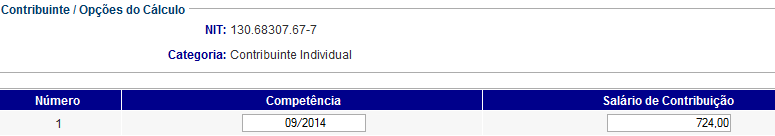 Contribuinte / Opções do Cálculo
NIT: 130.68307.67-7
Categoria: Contribuinte Individual
Número Competência Salário de Contribuição
1 09/2014 724,00